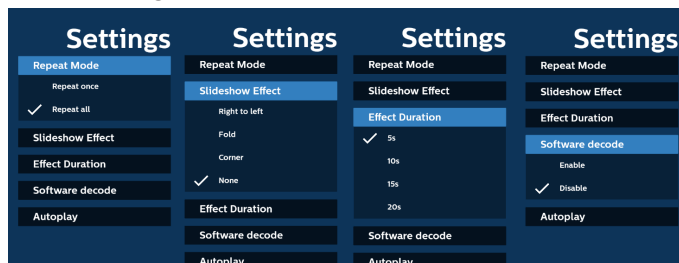 Settings
Repeat Mode
Repeat once
Repeat all
Slideshow Effect
Effect Duration
Software decode
Autoplay
Settings
Repeat Mode
Slideshow Effect
Right to left
Fold
Corner
None
Effect Duration
Software decode
Autoplay
Settings
Repeat Mode
Slideshow Effect
Effect Duration
5s
10s
15s
20s
Software decode
Autoplay
Settings
Repeat Mode
Slideshow Effect
Effect Duration
Software decode
Enable
Disable
Autoplay